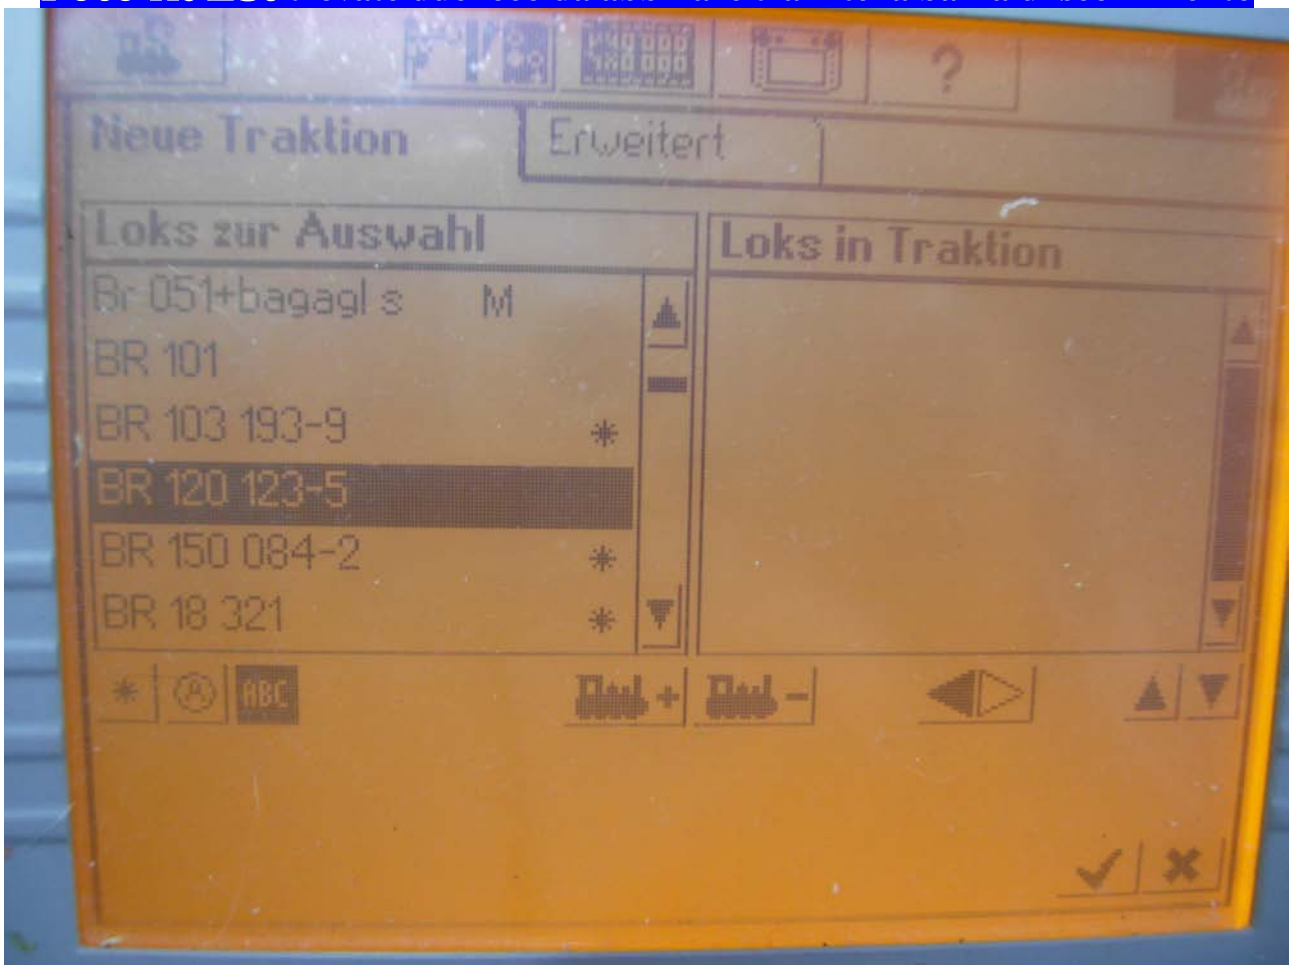 ?
Neue Traktion Erweitert
Loks zur Auswahl Loks in Traktion
Br 051+bagagl s M
BR 101
BR 103 193-9 *
BR 120 123-5
BR 150 084-2 *
BR 18 321 *
* A ABC + -